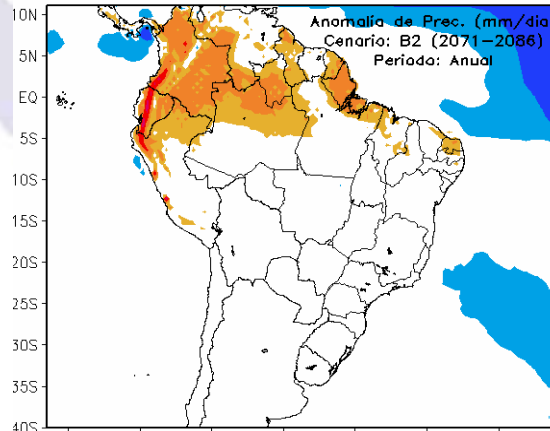 Anomalia de Prec. (mm/dia
Cenario: B2 (2071-2086)
Periodo: Anual
10N
5N
EQ
5S
10S
15S
20S
25S
30S
35S
40S